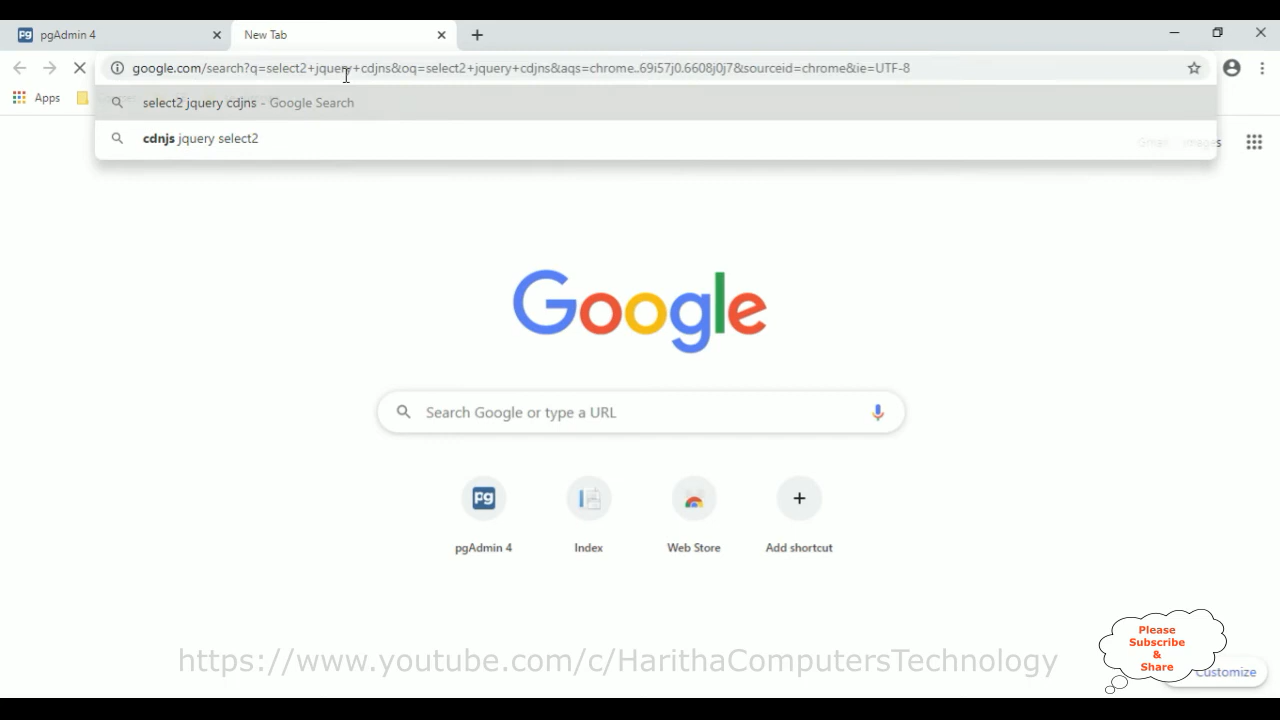 pgAdmin 4
New Tab
google.com/search?q=select2+jquery+cdjns&oq=select2+jquery+cdjns&aqs=chrome..69i57j0.6608j0j7&sourceid=chrome&ie=UTF-8
Apps
select2 jquery cdjns - Google Search
cdnjs jquery select2
Gmail Images
Google
Search Google or type a URL
pgAdmin 4
Index
Web Store
Add shortcut
https://www.youtube.com/c/HarithaComputersTechnology
Please
Subscribe
&
Share
Customize